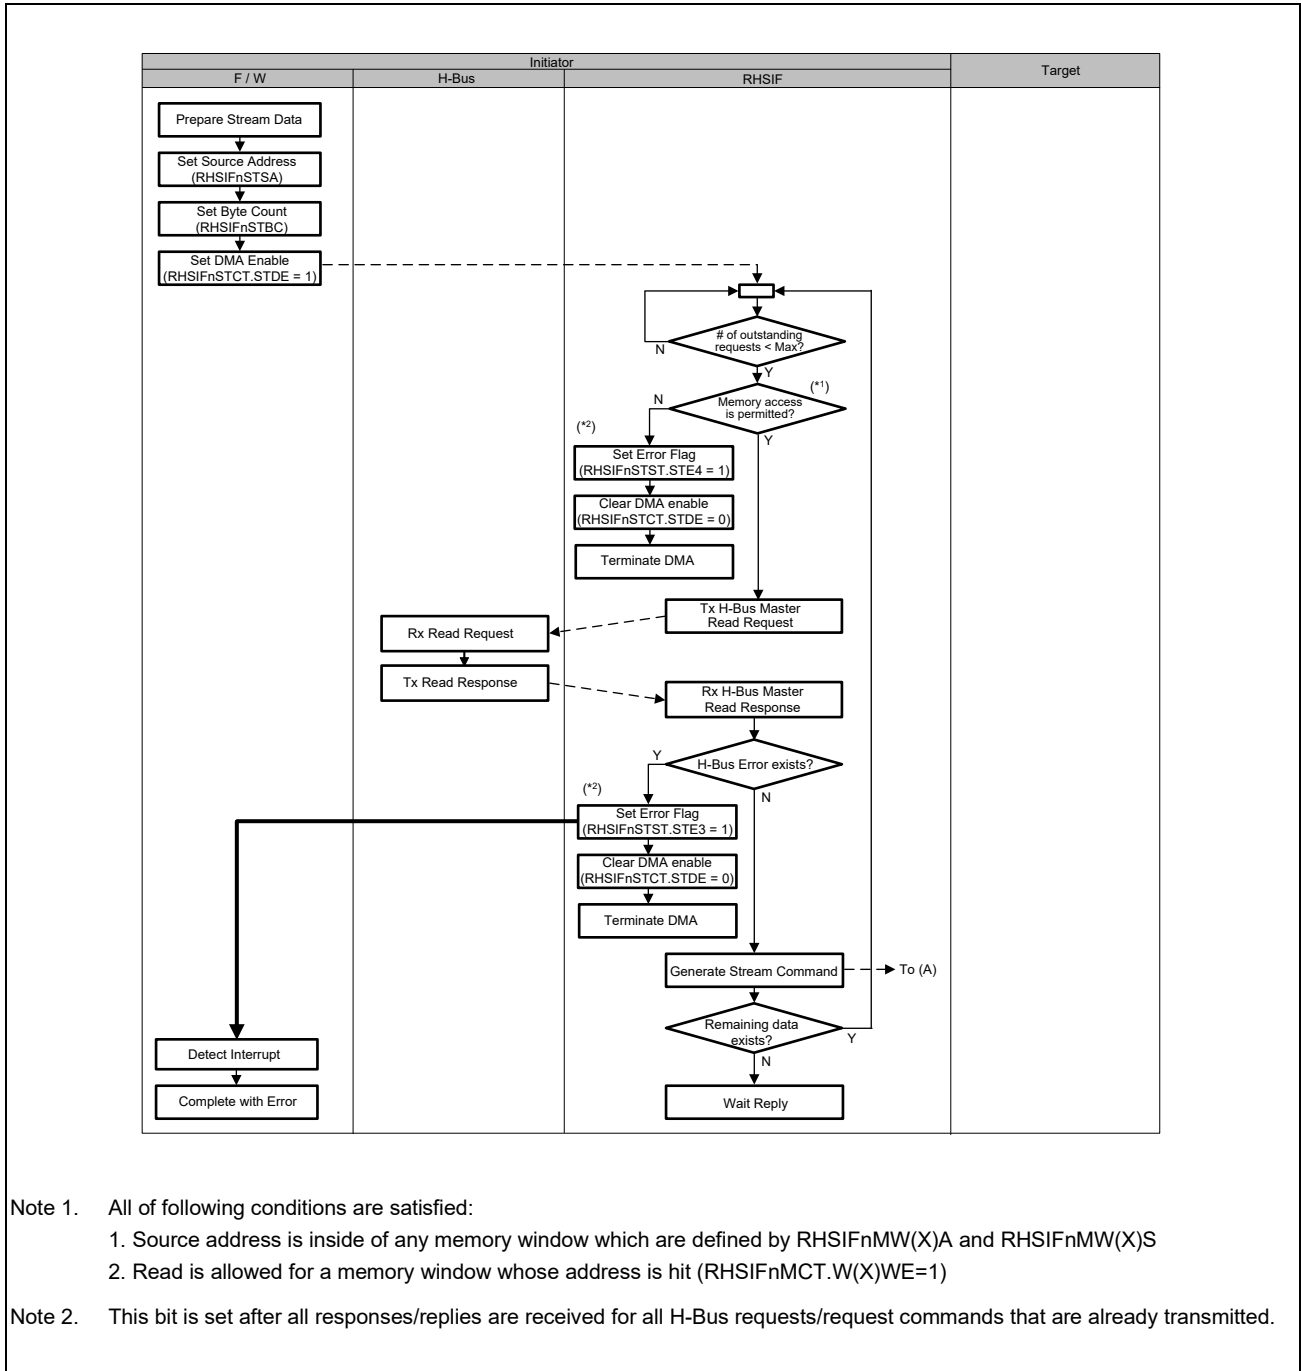 Initiator
Target
F / W
H-Bus
RHSIF
Prepare Stream Data
Set Source Address
(RHSIFnSTSA)
Set Byte Count
(RHSIFnSTBC)
Set DMA Enable
(RHSIFnSTCT.STDE = 1)
# of outstanding
requests < Max?
N
Y
(*1)
Memory access
is permitted?
N
Y
(*2)
Set Error Flag
(RHSIFnSTST.STE4 = 1)
Clear DMA enable
(RHSIFnSTCT.STDE = 0)
Terminate DMA
Tx H-Bus Master
Read Request
Rx Read Request
Tx Read Response
Rx H-Bus Master
Read Response
H-Bus Error exists?
Y
N
(*2)
Set Error Flag
(RHSIFnSTST.STE3 = 1)
Clear DMA enable
(RHSIFnSTCT.STDE = 0)
Terminate DMA
Generate Stream Command
To (A)
Remaining data
exists?
Y
N
Detect Interrupt
Complete with Error
Wait Reply
Note 1. All of following conditions are satisfied:
1. Source address is inside of any memory window which are defined by RHSIFnMW(X)A and RHSIFnMW(X)S
2. Read is allowed for a memory window whose address is hit (RHSIFnMCT.W(X)WE=1)
Note 2. This bit is set after all responses/replies are received for all H-Bus requests/request commands that are already transmitted.